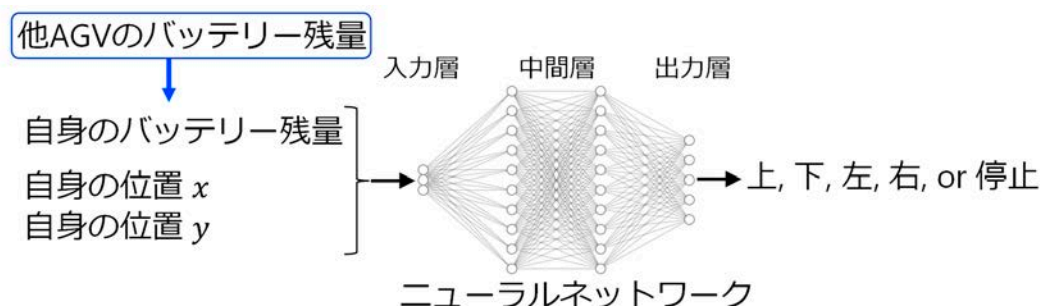 他AGVのバッテリー残量
入力層
中間層
出力層
自身のバッテリー残量
自身の位置 x
自身の位置 y
上, 下, 左, 右, or 停止
ニューラルネットワーク